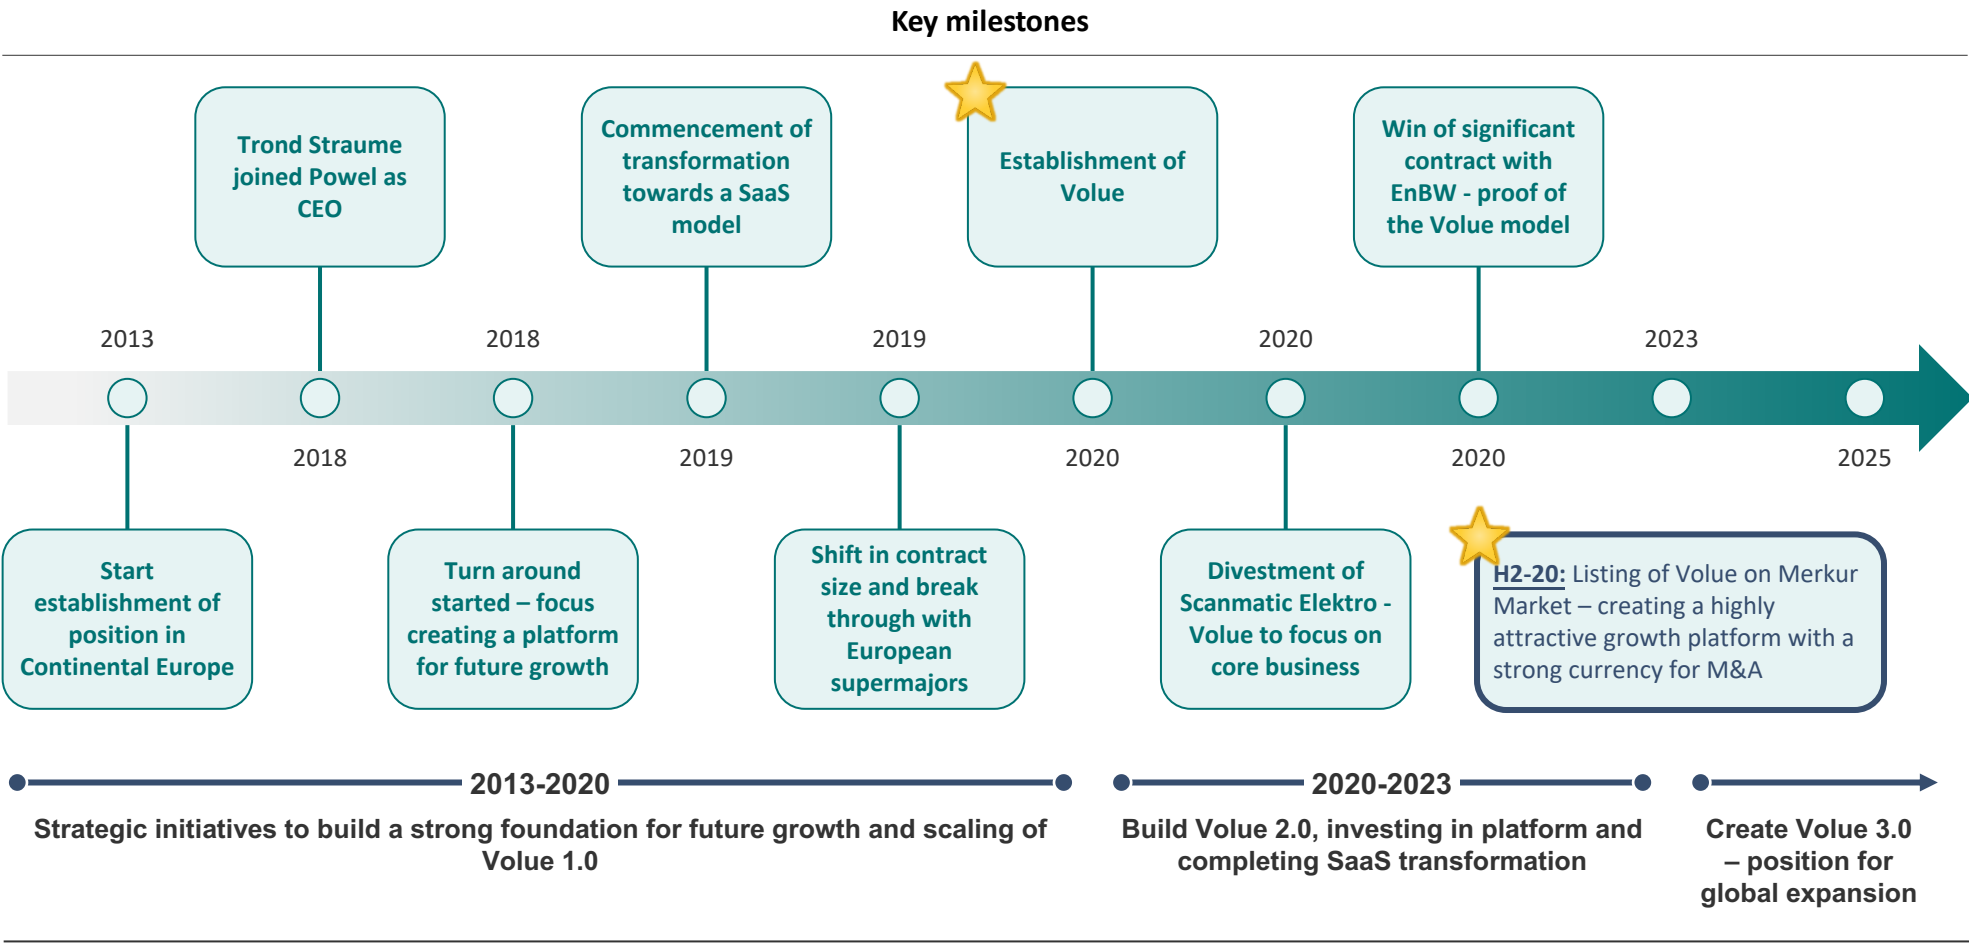 Key milestones
Trond Straume
joined Powel as
CEO
Commencement of
transformation
towards a SaaS
model
Establishment of
Volue
Win of significant
contract with
EnBW - proof of
the Volue model
2013
2018
2019
2020
2023
2018
2019
2020
2020
2025
Start
establishment of
position in
Continental Europe
Turn around
started – focus
creating a platform
for future growth
Shift in contract
size and break
through with
European
supermajors
Divestment of
Scanmatic Elektro -
Volue to focus on
core business
H2-20: Listing of Volue on Merkur
Market – creating a highly
attractive growth platform with a
strong currency for M&A
2013-2020
Strategic initiatives to build a strong foundation for future growth and scaling of
Volue 1.0
2020-2023
Build Volue 2.0, investing in platform and
completing SaaS transformation
Create Volue 3.0
– position for
global expansion